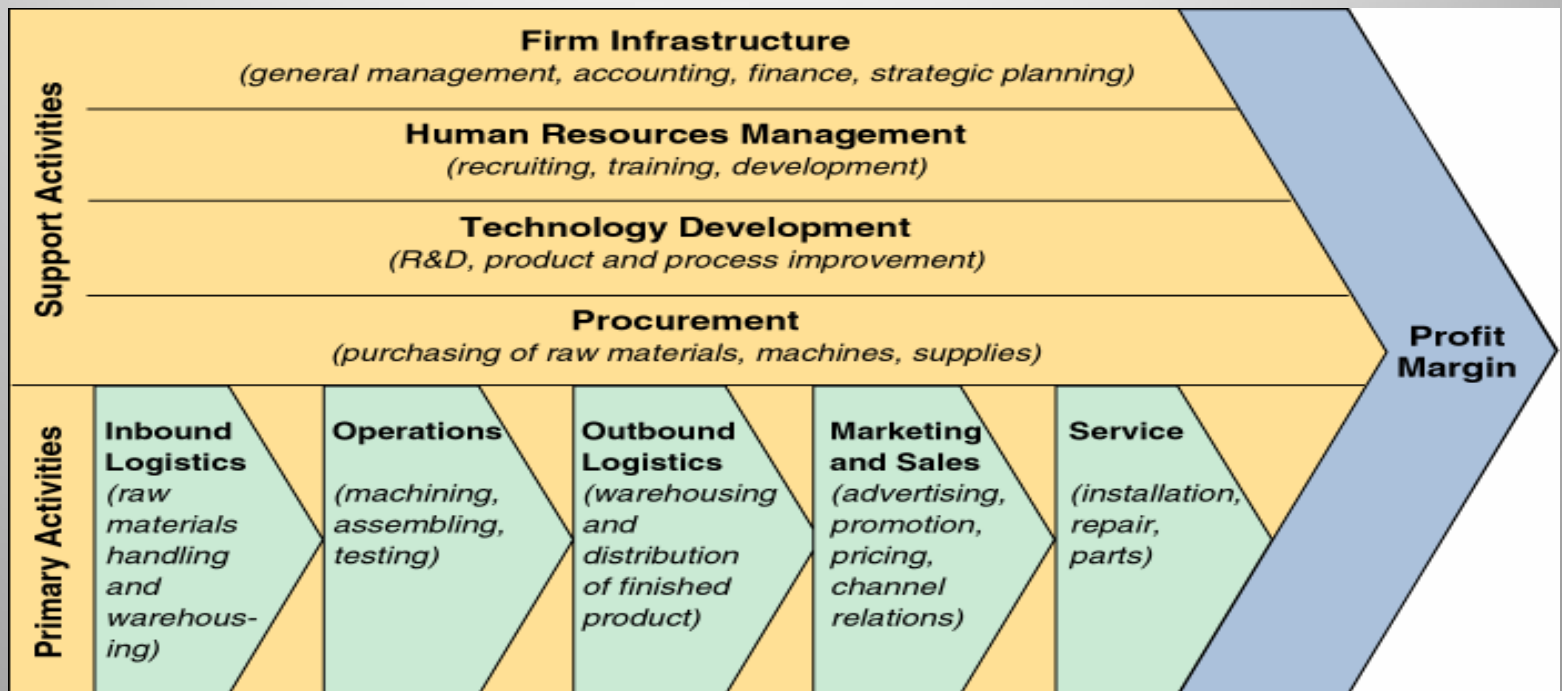 Support Activities
Firm Infrastructure
(general management, accounting, finance, strategic planning)
Human Resources Management
(recruiting, training, development)
Technology Development
(R&D, product and process improvement)
Procurement
(purchasing of raw materials, machines, supplies)
Profit
Margin
Primary Activities
Inbound
Logistics
(raw
materials
handling
and
warehous-
ing)
Operations
(machining,
assembling,
testing)
Outbound
Logistics
(warehousing
and
distribution
of finished
product)
Marketing
and Sales
(advertising,
promotion,
pricing,
channel
relations)
Service
(installation,
repair,
parts)